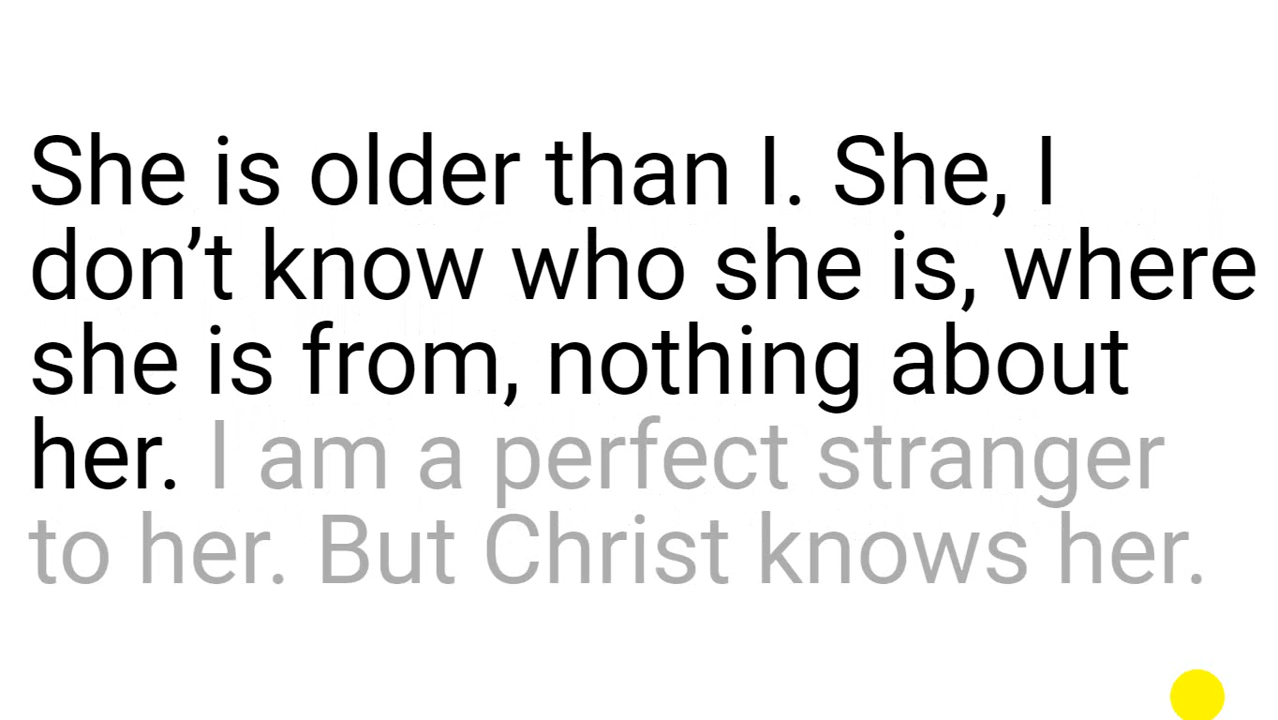 She is older than I. She, I
don’t know who she is, where
she is from, nothing about
her. I am a perfect stranger
to her. But Christ knows her.